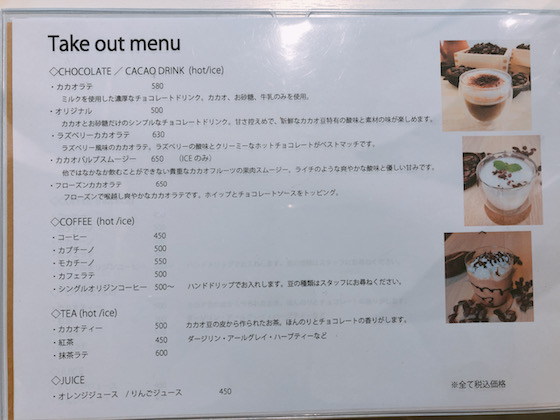 Take out menu
◇CHOCOLATE ／ CACAO DRINK (hot/ice)
・カカオラテ 580
ミルクを使用した濃厚なチョコレートドリンク。カカオ、お砂糖、牛乳のみを使用。
・オリジナル 500
カカオとお砂糖だけのシンプルなチョコレートドリンク。甘さ控えめで、新鮮なカカオ豆特有の酸味と素材の味が楽しめます。
・ラズベリーカカオラテ 630
ラズベリー風味のカカオラテ。ラズベリーの酸味とクリーミーなホットチョコレートがベストマッチです。
・カカオパルプスムージー 650 (ICEのみ)
他ではなかなか飲むことができない貴重なカカオフルーツの果肉スムージー。ライチのような爽やかな酸味と優しい甘みです。
・フローズンカカオラテ 650
フローズンで喉越し爽やかなカカオラテです。ホイップとチョコレートソースをトッピング。
◇COFFEE (hot /ice)
・コーヒー 450
・カプチーノ 500
・モカチーノ 550
・カフェラテ 500
・シングルオリジンコーヒー 500〜 ハンドドリップでお入れします。豆の種類はスタッフにお尋ねください。
◇TEA (hot /ice)
・カカオティー 500 カカオ豆の皮から作られたお茶。ほんのりとチョコレートの香りがします。
・紅茶 450 ダージリン・アールグレイ・ハーブティーなど
・抹茶ラテ 600
◇JUICE
・オレンジジュース /りんごジュース 450
※全て税込価格